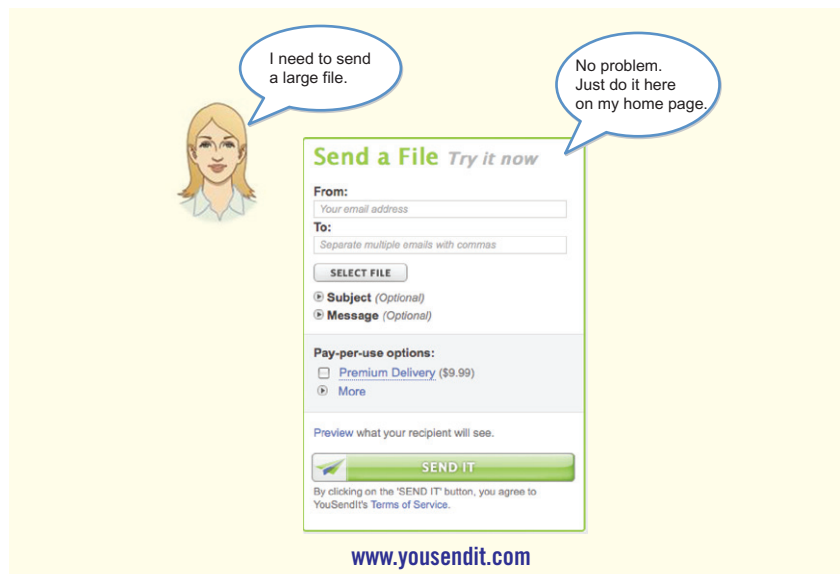 I need to send
a large file.
No problem.
Just do it here
on my home page.
Send a File Try it now
From:
Your email address
To:
Separate multiple emails with commas
SELECT FILE
Subject (Optional)
Message (Optional)
Pay-per-use options:
Premium Delivery ($9.99)
More
Preview what your recipient will see.
SEND IT
By clicking on the 'SEND IT' button, you agree to
YouSendIt's Terms of Service.
www.yousendit.com